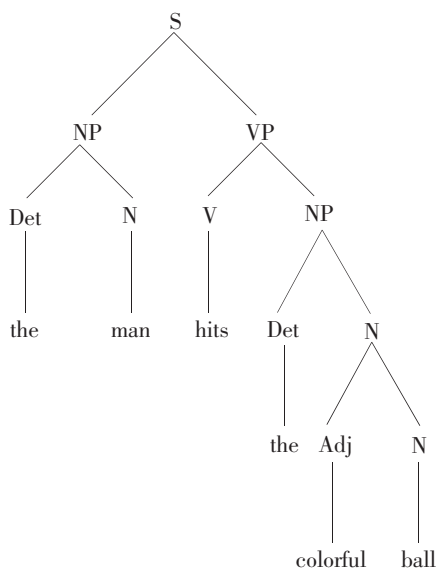 S
NP VP
Det N V NP
the man hits Det N
the Adj N
colorful ball